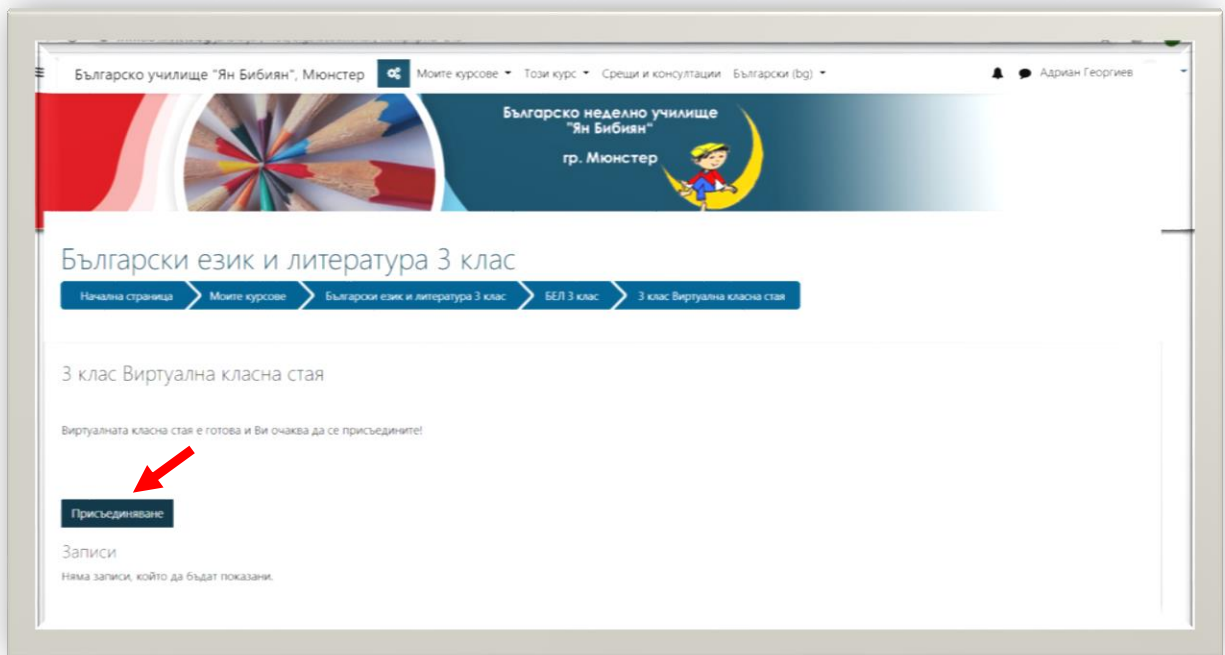 Българско училище "Ян Бибиян", Мюнстер Моите курсове Този курс Срещи и консултации Български (bg) Адриан Георгиев
Българско неделно училище
"Ян Бибиян"
гр. Мюнстер
Български език и литература 3 клас
Начална страница Моите курсове Български език и литература 3 клас БЕЛ 3 клас 3 клас Виртуална класна стая
3 клас Виртуална класна стая
Виртуалната класна стая е готова и Ви очаква да се присъедините!
Присъединяване
Записи
Няма записи, който да бъдат показани.